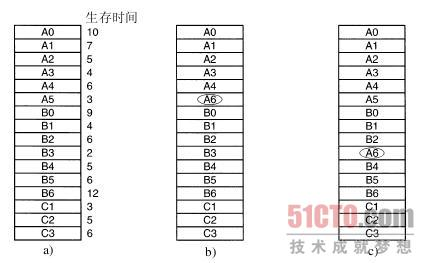 生存时间
A0 10 A0 A0
A1 7 A1 A1
A2 5 A2 A2
A3 4 A3 A3
A4 6 A4 A4
A5 3 A6 A5
B0 9 B0 B0
B1 4 B1 B1
B2 6 B2 B2
B3 2 B3 A6
B4 5 B4 B4
B5 6 B5 B5
B6 12 B6 B6
C1 3 C1 C1
C2 5 C2 C2
C3 6 C3 C3
a) b) c)
51CTO.com
技术成就梦想